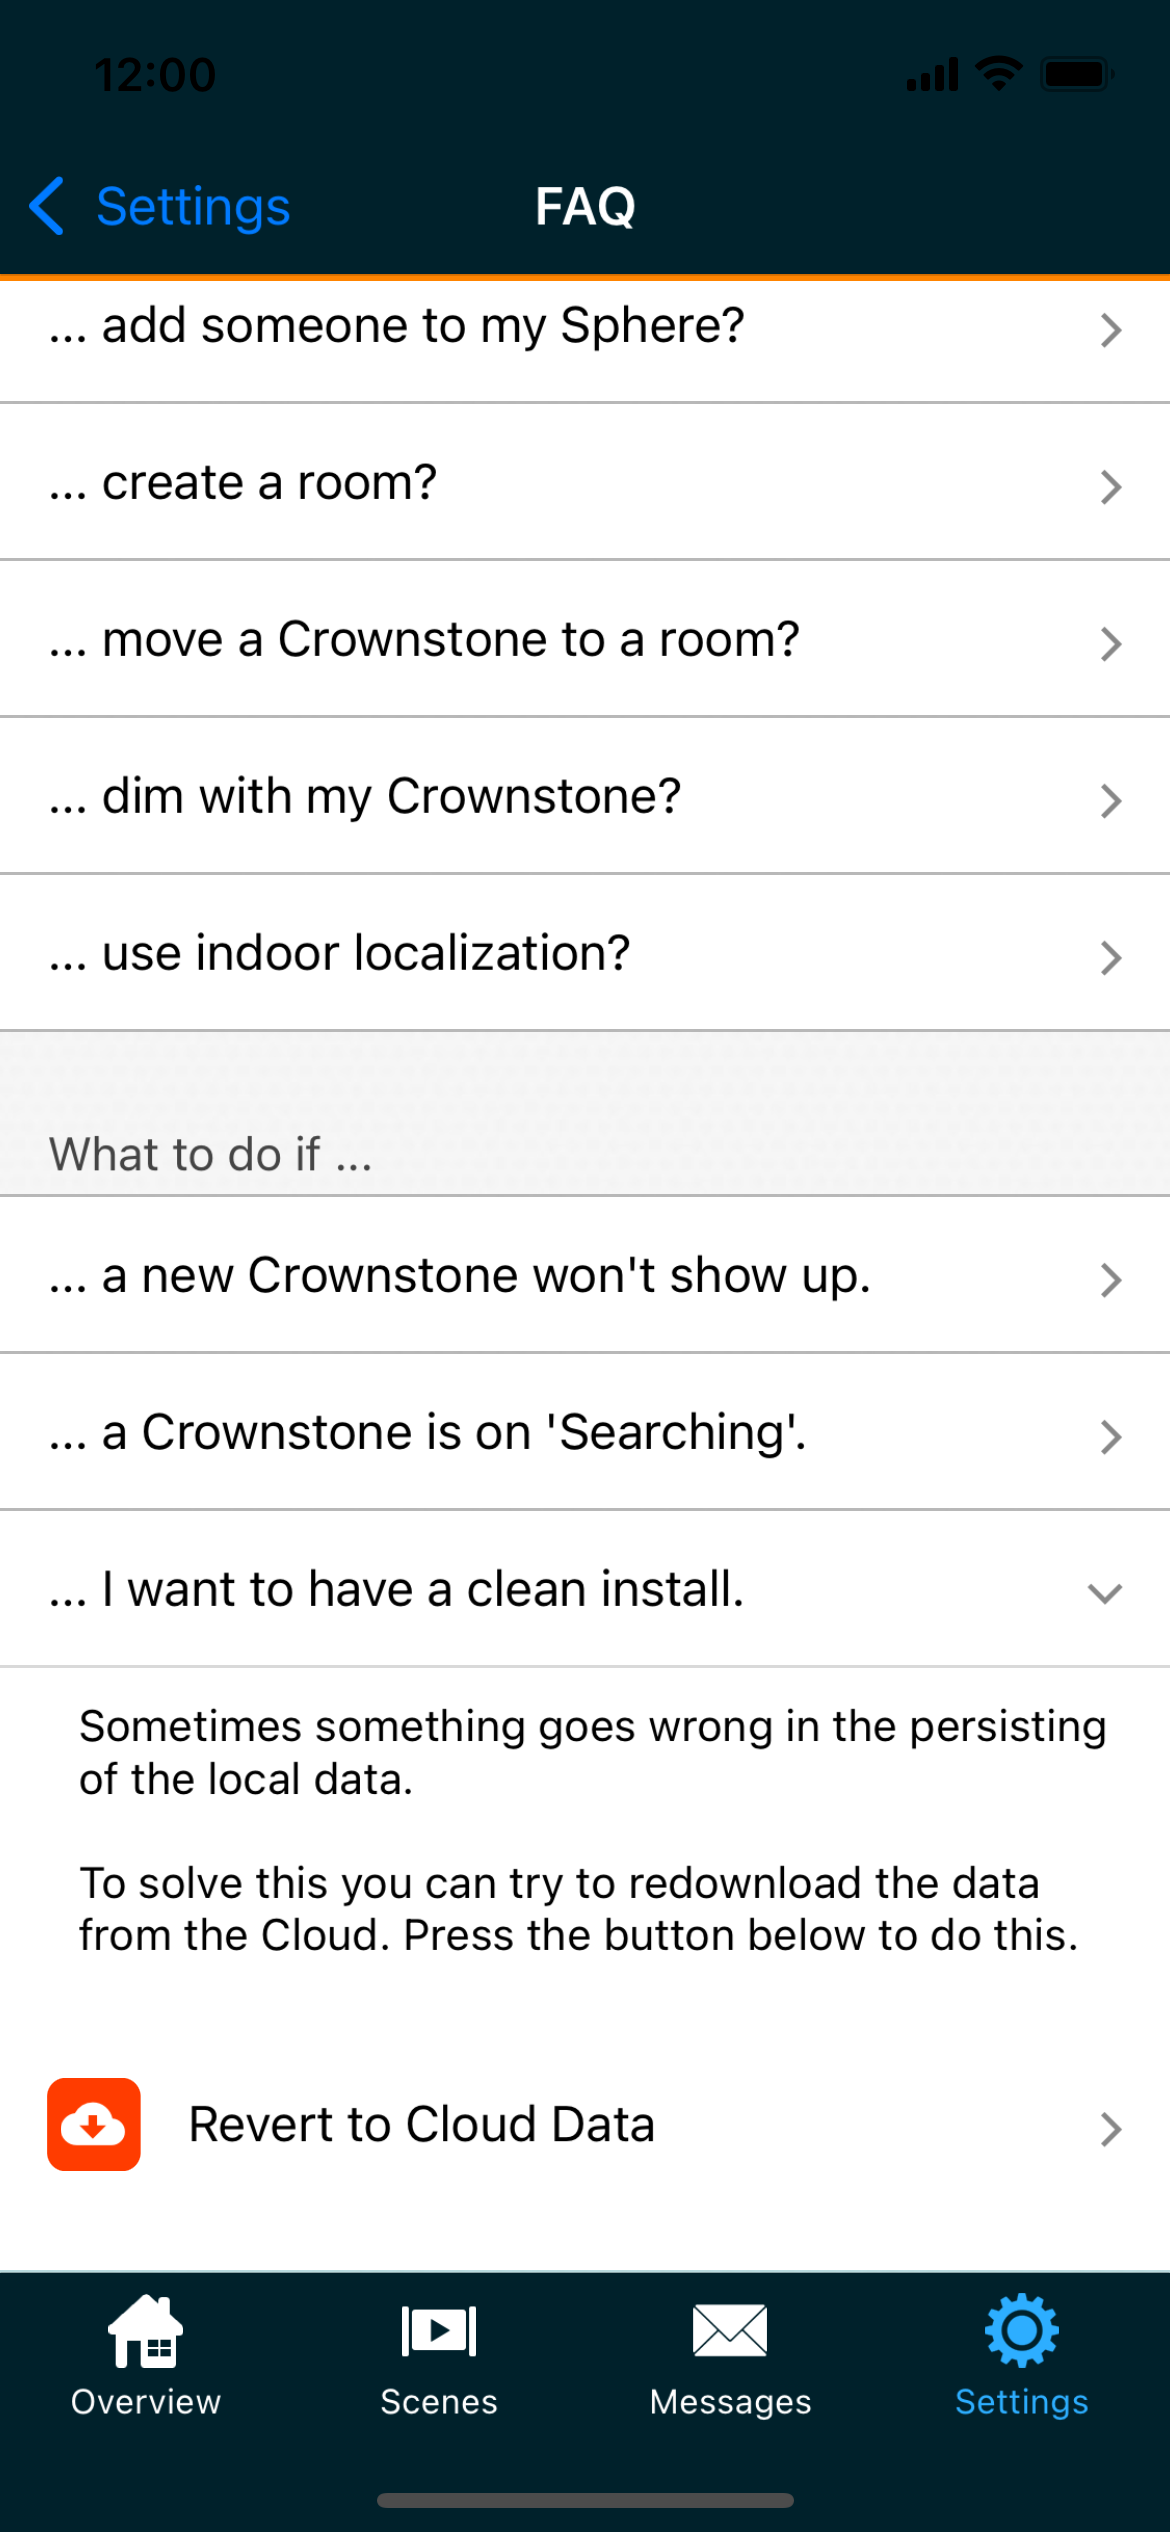 12:00
Settings
FAQ
... add someone to my Sphere?
... create a room?
... move a Crownstone to a room?
... dim with my Crownstone?
... use indoor localization?
What to do if ...
... a new Crownstone won't show up.
... a Crownstone is on 'Searching'.
... I want to have a clean install.
Sometimes something goes wrong in the persisting
of the local data.
To solve this you can try to redownload the data
from the Cloud. Press the button below to do this.
Revert to Cloud Data
Overview
Scenes
Messages
Settings